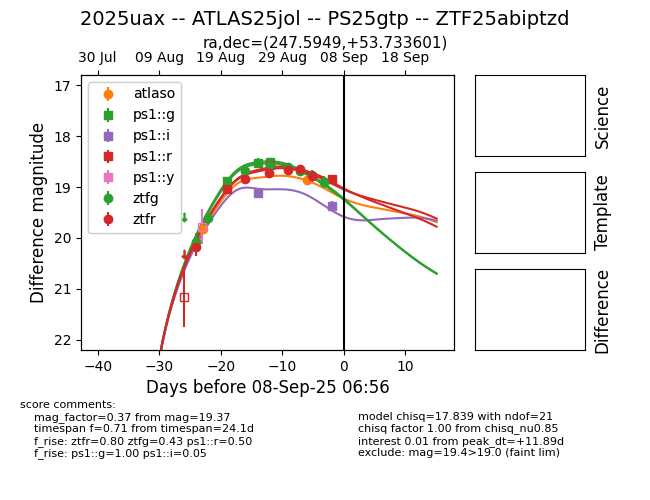 2025uax -- ATLAS25jol -- PS25gtp -- ZTF25abiptzd
ra,dec=(247.5949,+53.733601)
30 Jul 09 Aug 19 Aug 29 Aug 08 Sep 18 Sep
17
18
19
20
21
22
Difference magnitude
atlaso
ps1::g
ps1::i
ps1::r
ps1::y
ztfg
ztfr
−40 −30 −20 −10 0 10
Days before 08-Sep-25 06:56
Science
Template
Difference
score comments:
mag_factor=0.37 from mag=19.37
timespan f=0.71 from timespan=24.1d
f_rise: ztfr=0.80 ztfg=0.43 ps1::r=0.50
f_rise: ps1::g=1.00 ps1::i=0.05
model chisq=17.839 with ndof=21
chisq factor 1.00 from chisq_nu0.85
interest 0.01 from peak_dt=+11.89d
exclude: mag=19.4>19.0 (faint lim)